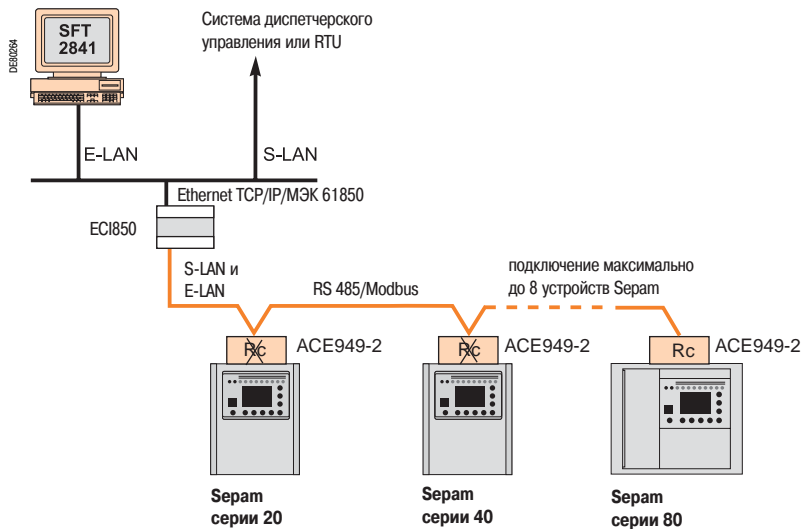 DE80264
SFT
2841
Система диспетчерского
управления или RTU
E-LAN
S-LAN
Ethernet TCP/IP/МЭК 61850
ECI850
S-LAN и
E-LAN
RS 485/Modbus
подключение максимально
до 8 устройств Sepam
Rc
ACE949-2
Rc
ACE949-2
Rc
ACE949-2
Sepam
серии 20
Sepam
серии 40
Sepam
серии 80